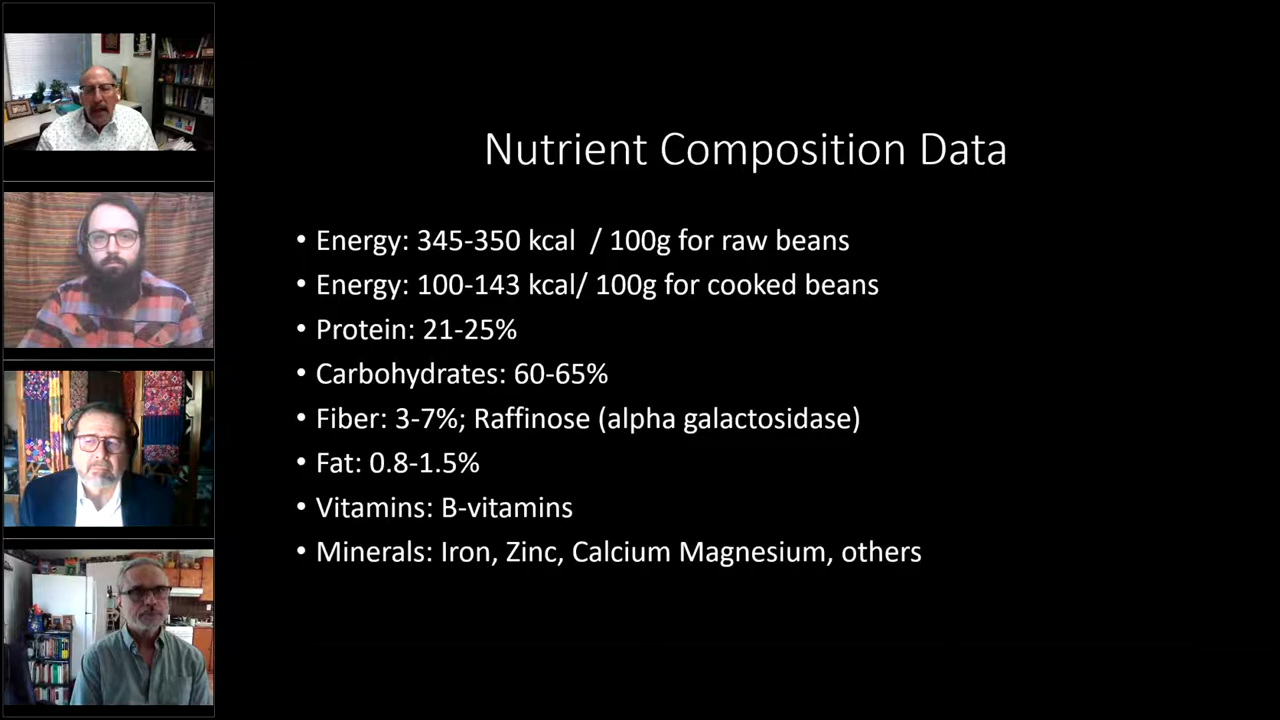 Nutrient Composition Data
• Energy: 345-350 kcal / 100g for raw beans
• Energy: 100-143 kcal/ 100g for cooked beans
• Protein: 21-25%
• Carbohydrates: 60-65%
• Fiber: 3-7%; Raffinose (alpha galactosidase)
• Fat: 0.8-1.5%
• Vitamins: B-vitamins
• Minerals: Iron, Zinc, Calcium Magnesium, others